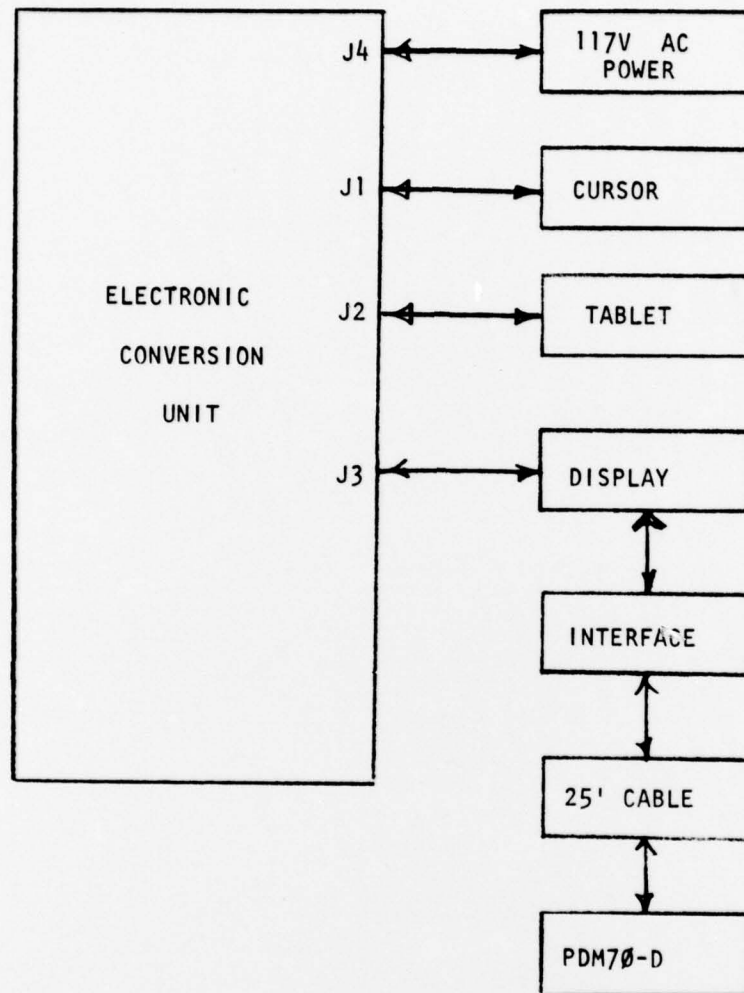 J4
117V AC
POWER
J1
CURSOR
ELECTRONIC
CONVERSION
UNIT
J2
TABLET
J3
DISPLAY
INTERFACE
25' CABLE
PDM7Ø-D